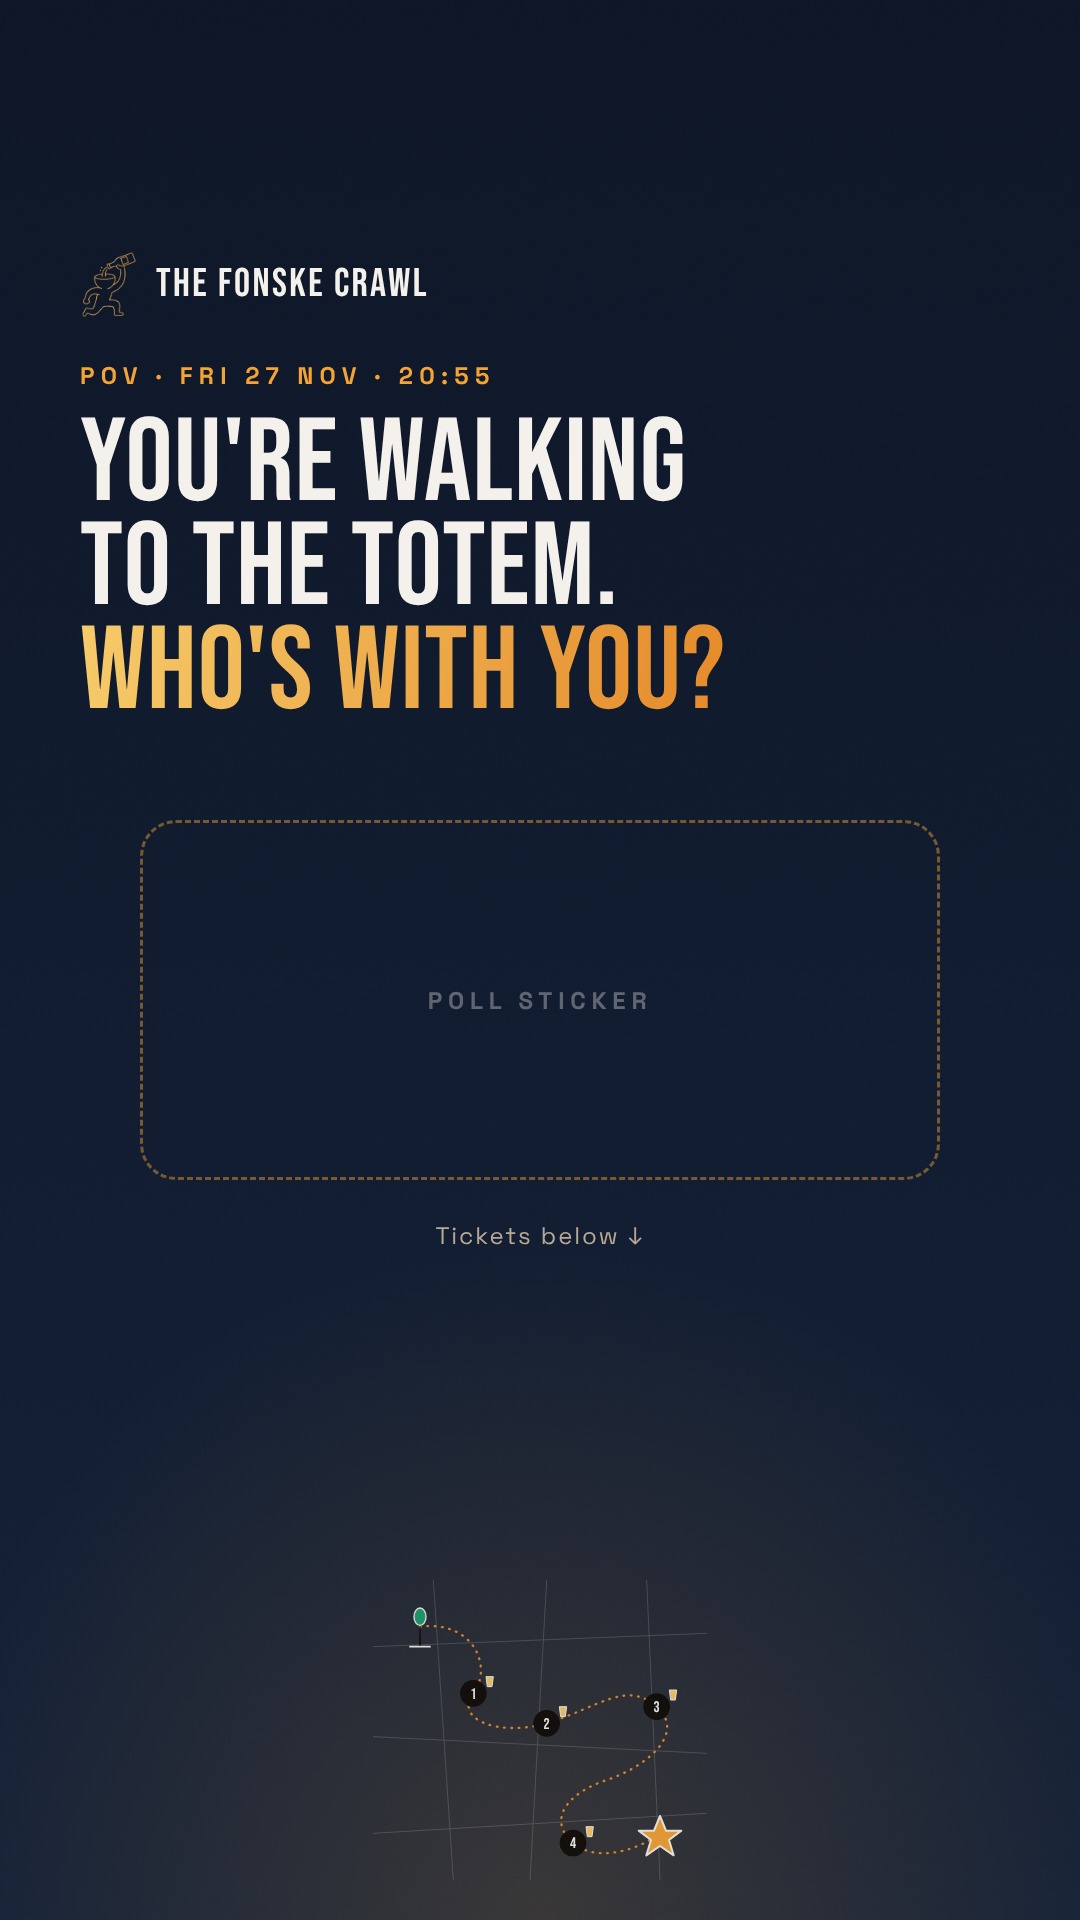 THE FONSKE CRAWL
POV · FRI 27 NOV · 20:55
YOU'RE WALKING
TO THE TOTEM.
WHO'S WITH YOU?
POLL STICKER
Tickets below ↓
1
2
3
4